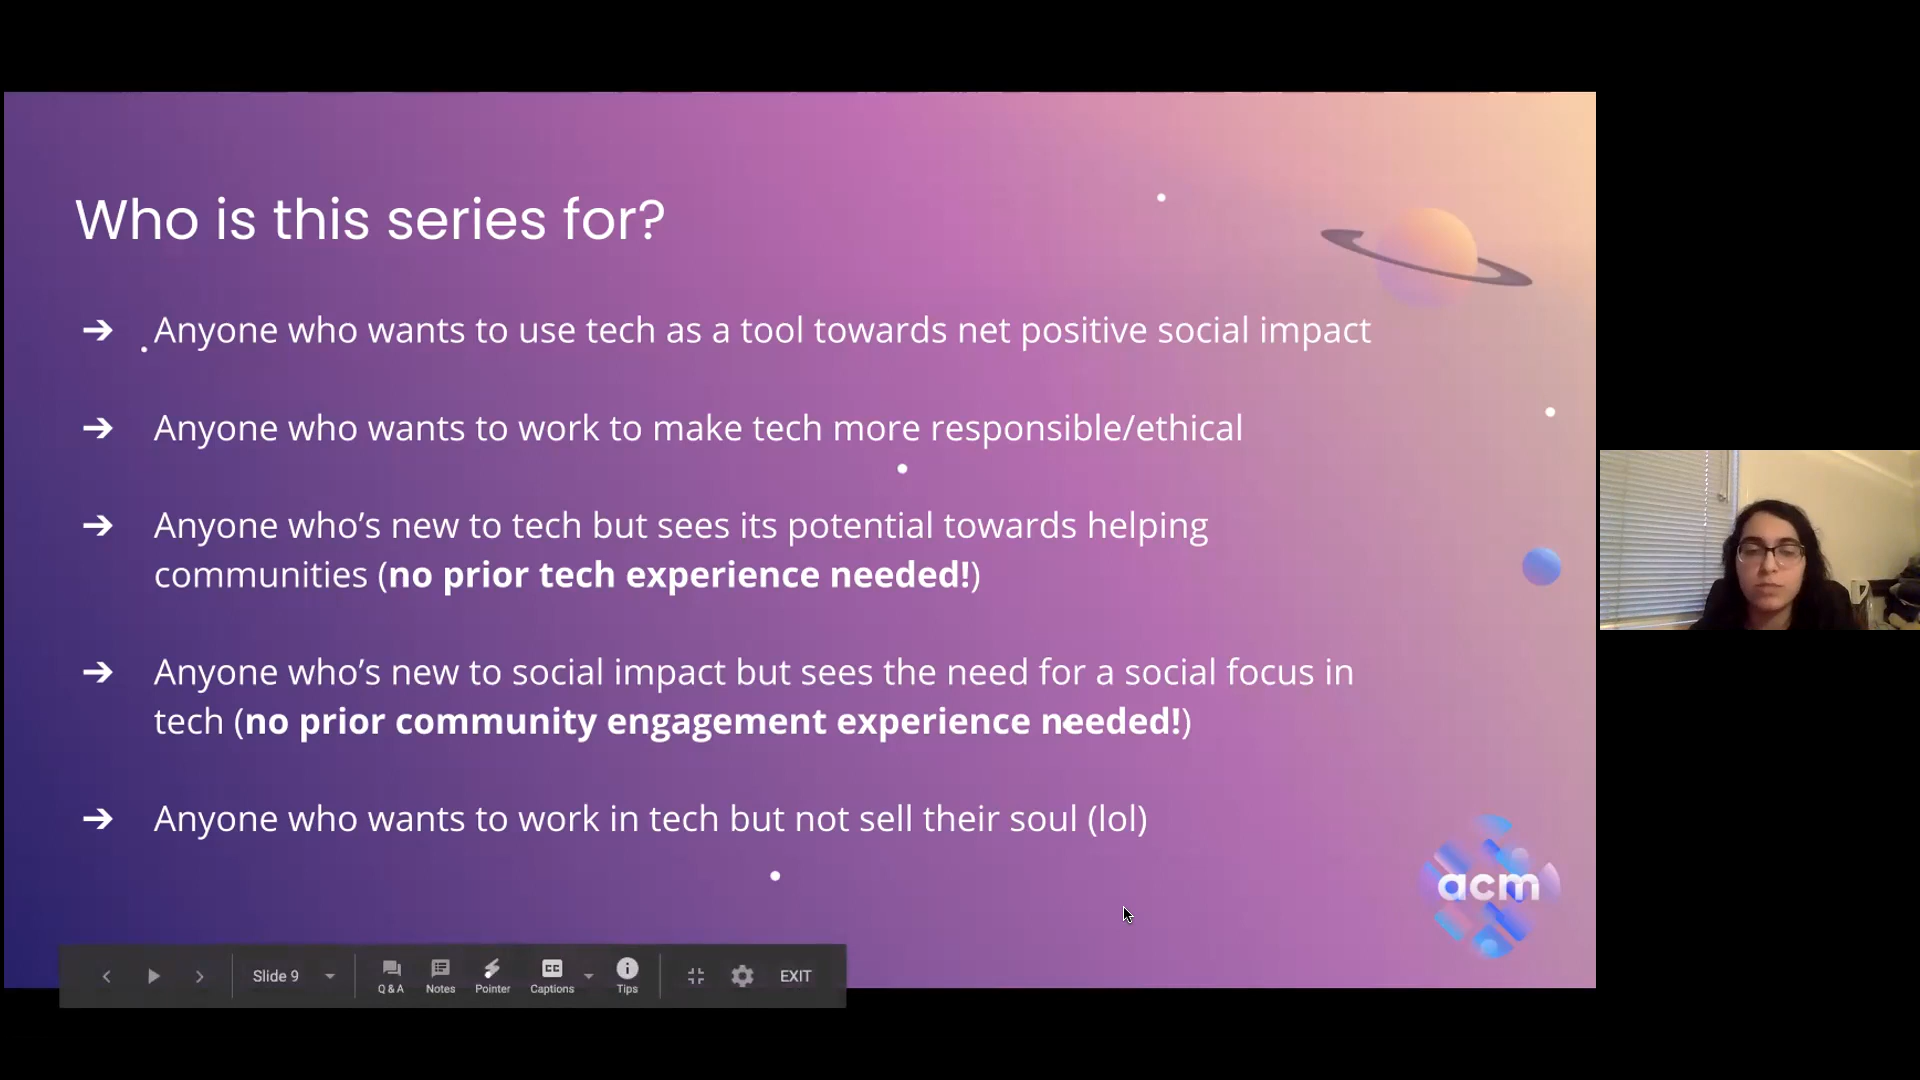 Who is this series for?
➔ Anyone who wants to use tech as a tool towards net positive social impact
➔ Anyone who wants to work to make tech more responsible/ethical
➔ Anyone who’s new to tech but sees its potential towards helping
communities (no prior tech experience needed!)
➔ Anyone who’s new to social impact but sees the need for a social focus in
tech (no prior community engagement experience needed!)
➔ Anyone who wants to work in tech but not sell their soul (lol)
acm
Slide 9
Q & A
Notes
Pointer
CC
Captions
Tips
EXIT